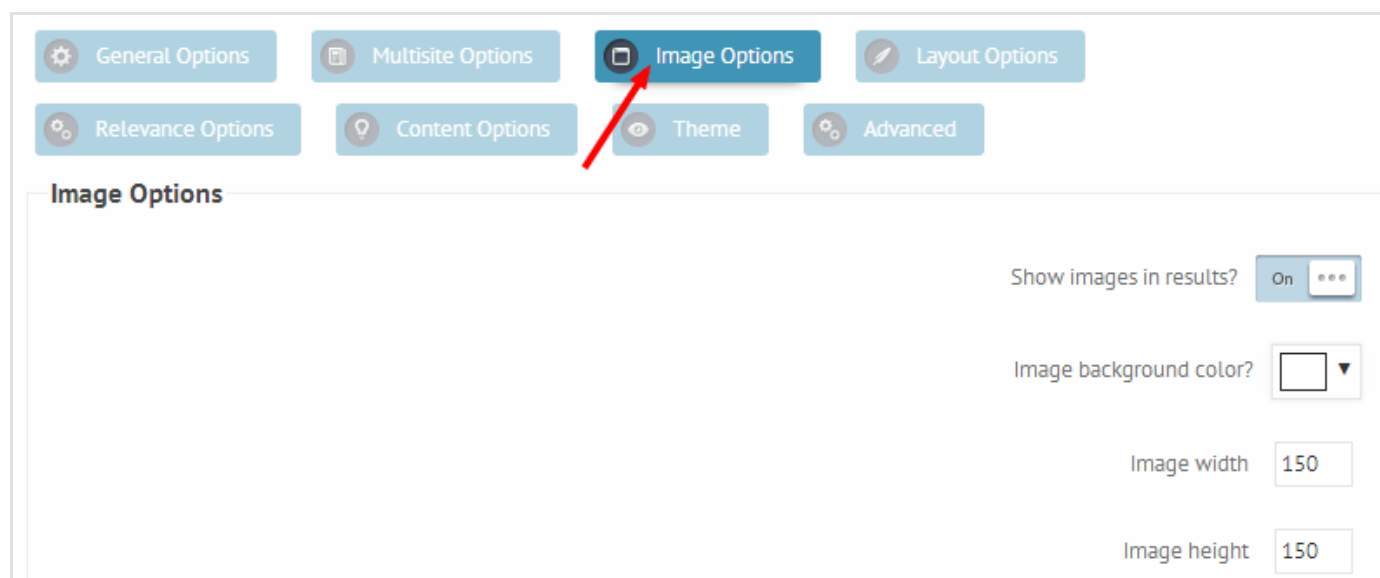 General Options Multisite Options Image Options Layout Options
Relevance Options Content Options Theme Advanced
Image Options
Show images in results? On
Image background color?
Image width 150
Image height 150